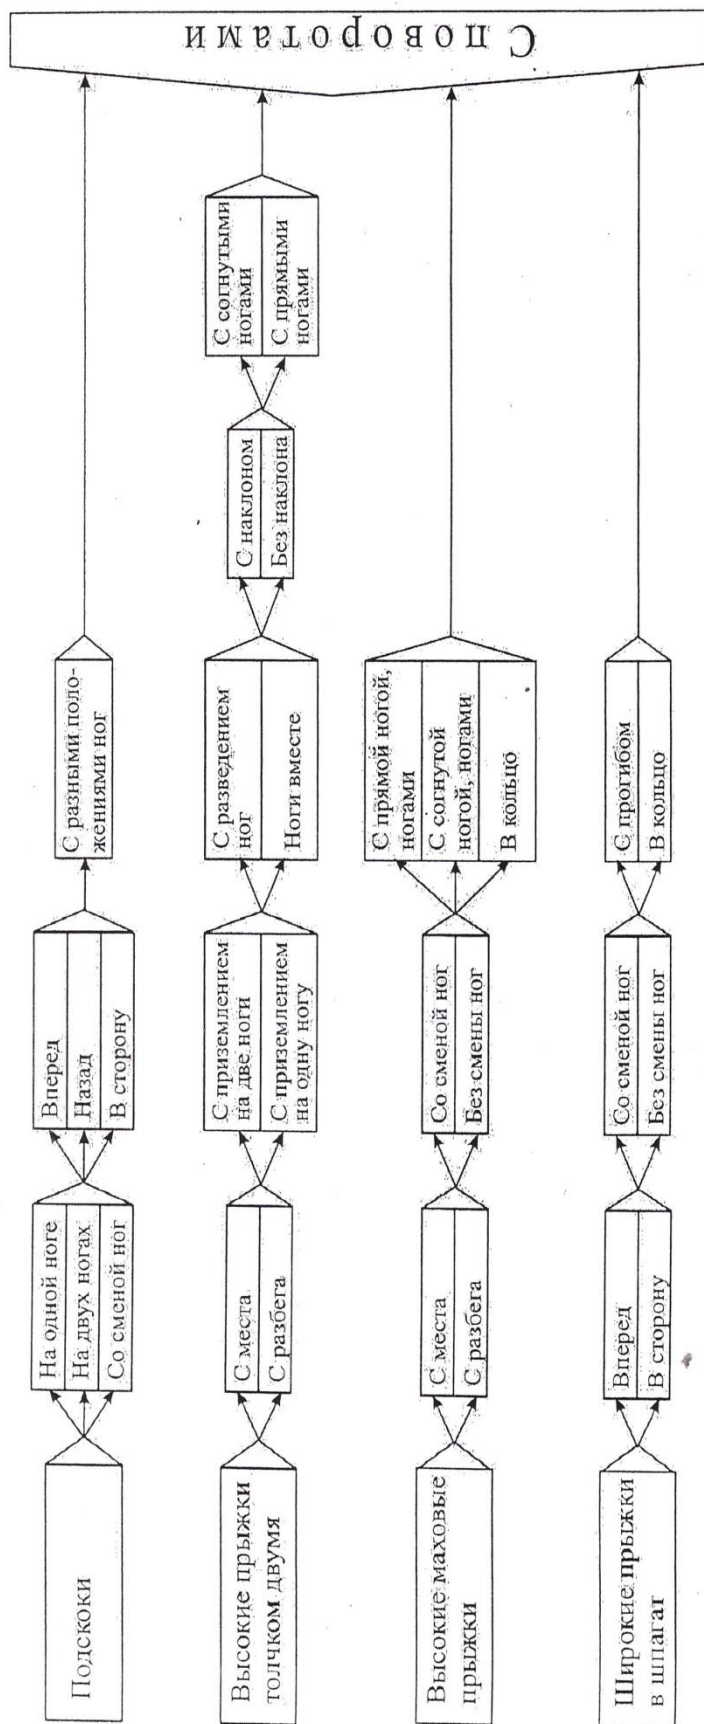 Подскоки
На одной ноге
На двух ногах
Со сменой ног
Вперед
Назад
В сторону
С разными поло-
жениями ног
Высокие прыжки
толчком двумя
С места
С разбега
С приземлением
на две ноги
С приземлением
на одну ногу
С разведением
ног
Ноги вместе
С наклоном
Без наклона
С согнутыми
ногами
С прямыми
ногами
Высокие маховые
прыжки
С места
С разбега
Со сменой ног
Без смены ног
С прямой ногой,
ногами
С согнутой
ногой, ногами
В кольцо
Широкие прыжки
в шпагат
Вперед
В сторону
Со сменой ног
Без смены ног
С прогибом
В кольцо
С поворотами